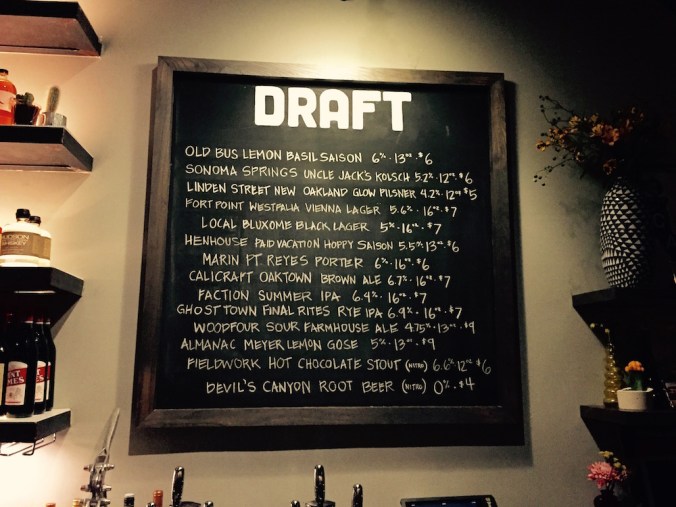 DRAFT
OLD BUS LEMON BASIL SAISON 6% · 13oz · $6
SONOMA SPRINGS UNCLE JACK'S KOLSCH 5.2% · 12oz · $6
LINDEN STREET NEW OAKLAND GLOW PILSNER 4.2% · 12oz $5
FORT POINT WESTFALIA VIENNA LAGER 5.6% · 16oz · $7
LOCAL BLUXOME BLACK LAGER 5% · 16oz · $7
HENHOUSE PAID VACATION HOPPY SAISON 5.5% · 13oz · $6
MARIN PT REYES PORTER 6% · 16oz · $6
CALICRAFT OAKTOWN BROWN ALE 6.7% · 16oz · $7
FACTION SUMMER IPA 6.4% · 16oz · $7
GHOST TOWN FINAL RITES RYE IPA 6.9% · 16oz · $7
WOODFOUR SOUR FARMHOUSE ALE 4.75% · 13oz · $9
ALMANAC MEYER LEMON GOSE 5% · 13oz · $9
FIELDWORK HOT CHOCOLATE STOUT (NITRO) 6.6% · 12oz · $6
DEVIL'S CANYON ROOT BEER (NITRO) 0% · $4